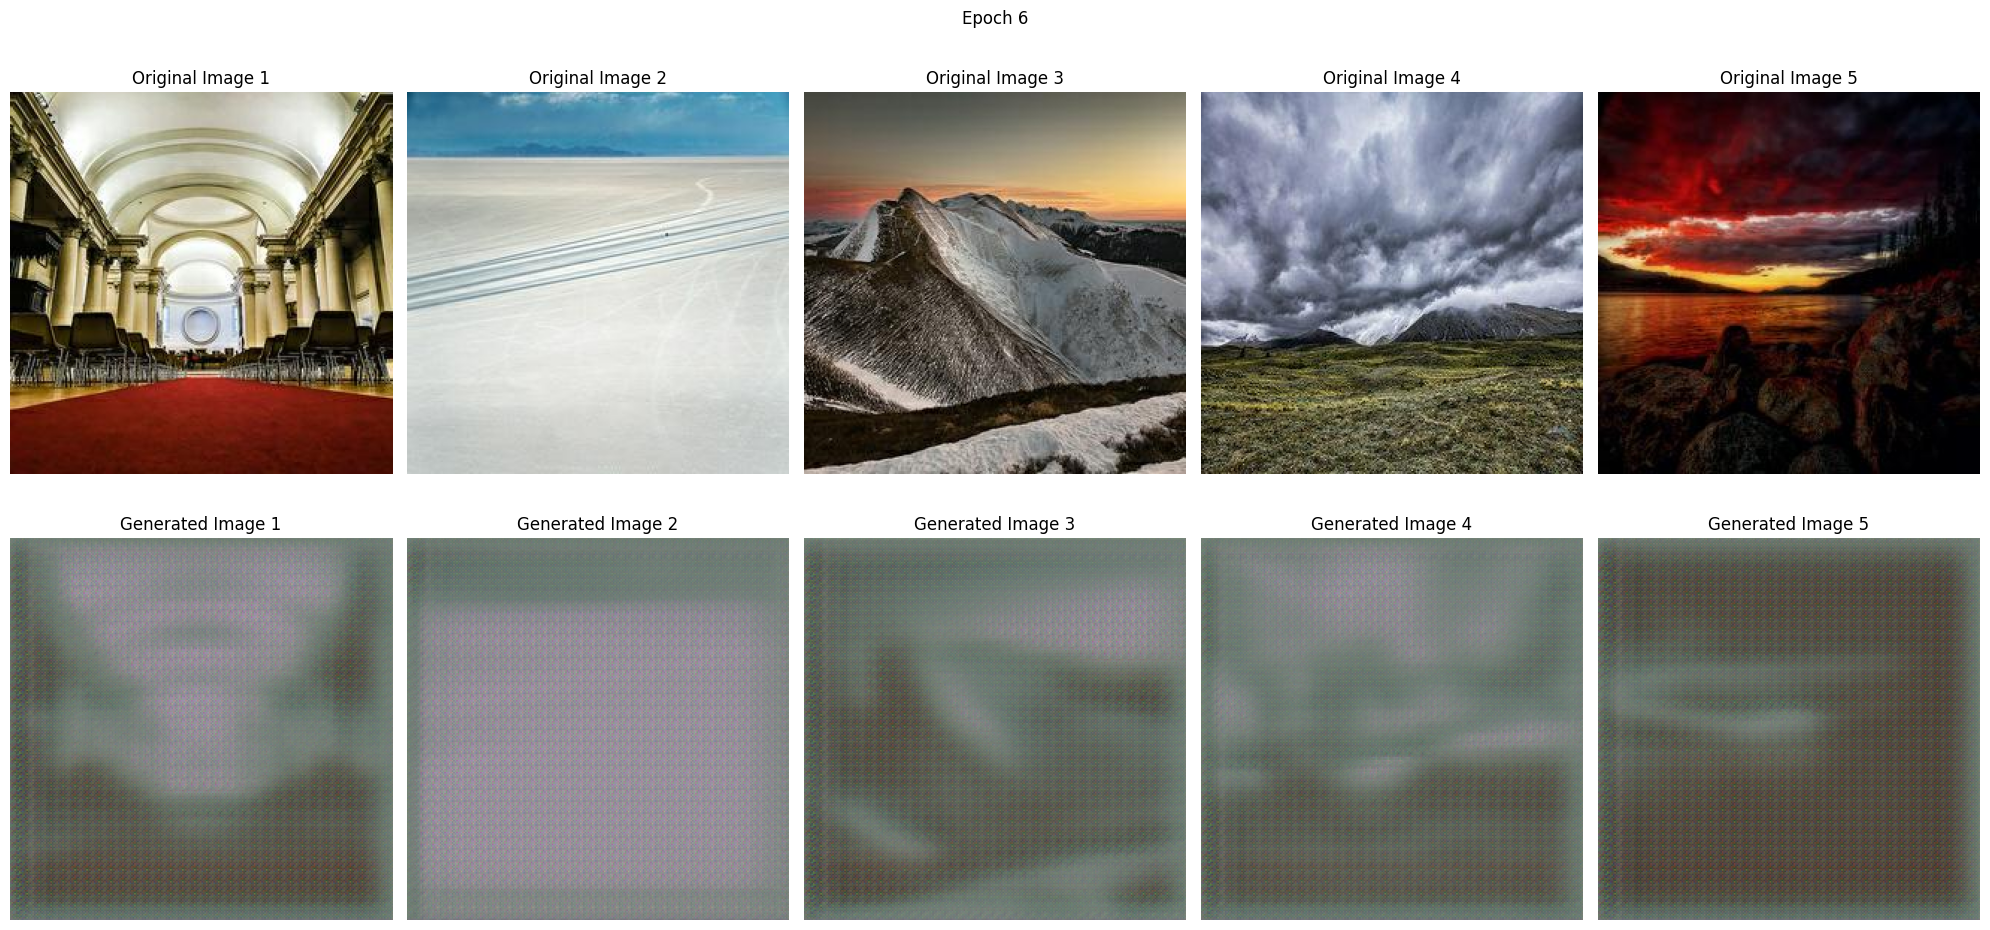 Epoch 6
Original Image 1
Original Image 2
Original Image 3
Original Image 4
Original Image 5
Generated Image 1
Generated Image 2
Generated Image 3
Generated Image 4
Generated Image 5